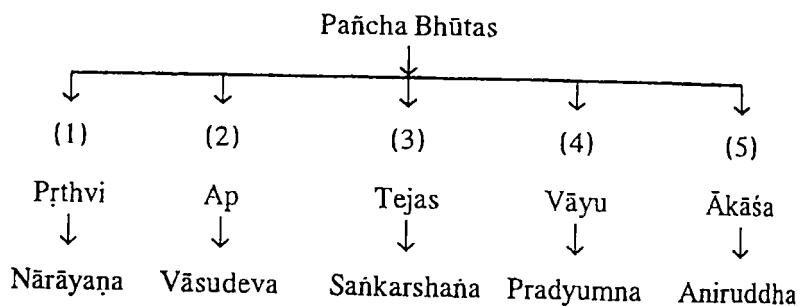 Pañcha Bhūtas
(1) (2) (3) (4) (5)
Pṛthvi Ap Tejas Vāyu Ākāśa
Nārāyaṇa Vāsudeva Saṅkarshaṅa Pradyumna Aniruddha